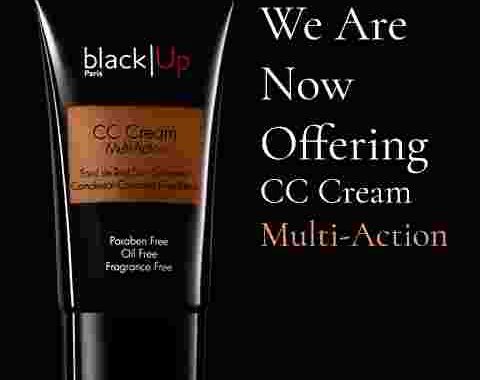 black|Up
Paris
CC Cream
Multi-Action
Paraben Free
Oil Free
Fragrance Free
We Are
Now
Offering
CC Cream
Multi-Action